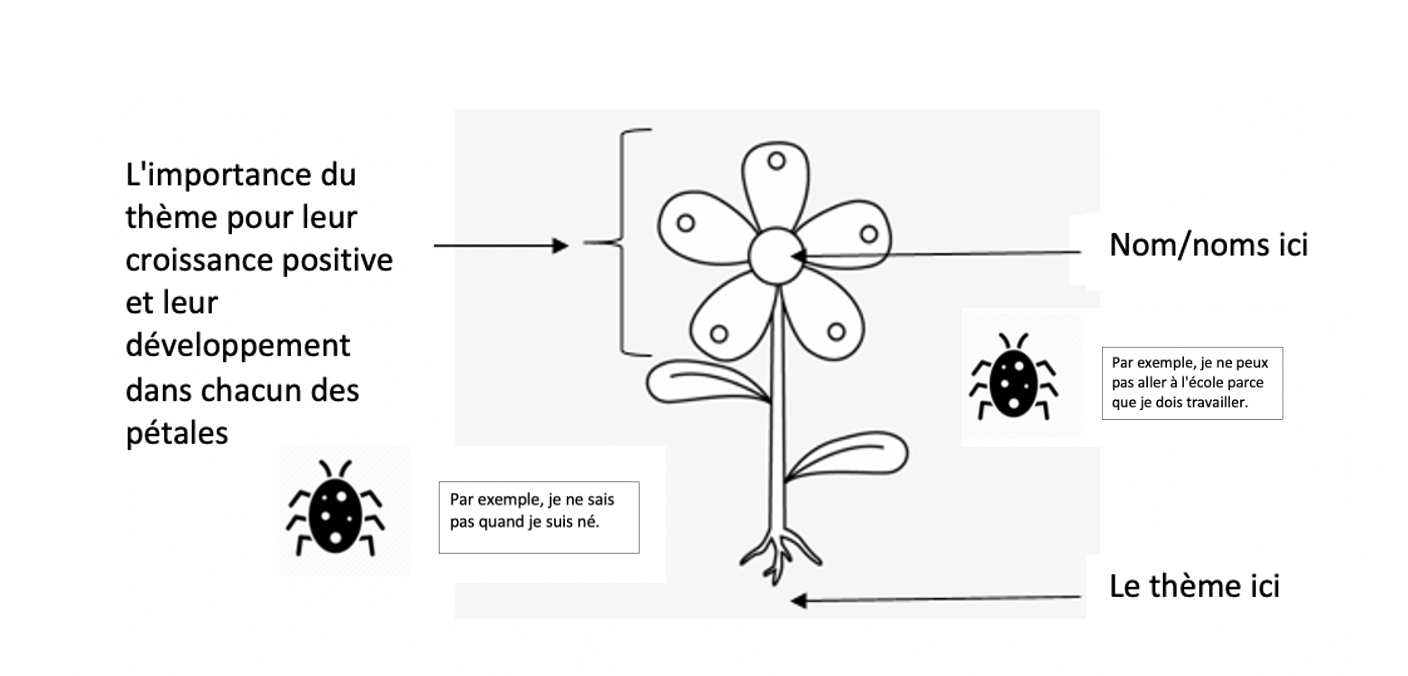 L'importance du
thème pour leur
croissance positive
et leur
développement
dans chacun des
pétales
Nom/noms ici
Par exemple, je ne peux
pas aller à l'école parce
que je dois travailler.
Par exemple, je ne sais
pas quand je suis né.
Le thème ici